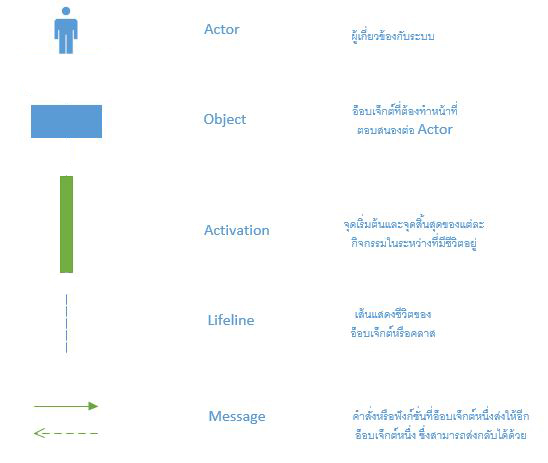 Actor
ผู้เกี่ยวข้องกับระบบ
Object
อ็อบเจ็กต์ที่ต้องทำหน้าที่
ตอบสนองต่อ Actor
Activation
จุดเริ่มต้นและจุดสิ้นสุดของแต่ละ
กิจกรรมในระหว่างที่มีชีวิตอยู่
Lifeline
เส้นแสดงชีวิตของ
อ็อบเจ็กต์หรือคลาส
Message
คำสั่งหรือฟังก์ชั่นที่อ็อบเจ็กต์หนึ่งส่งให้อีก
อ็อบเจ็กต์หนึ่ง ซึ่งสามารถส่งกลับได้ด้วย